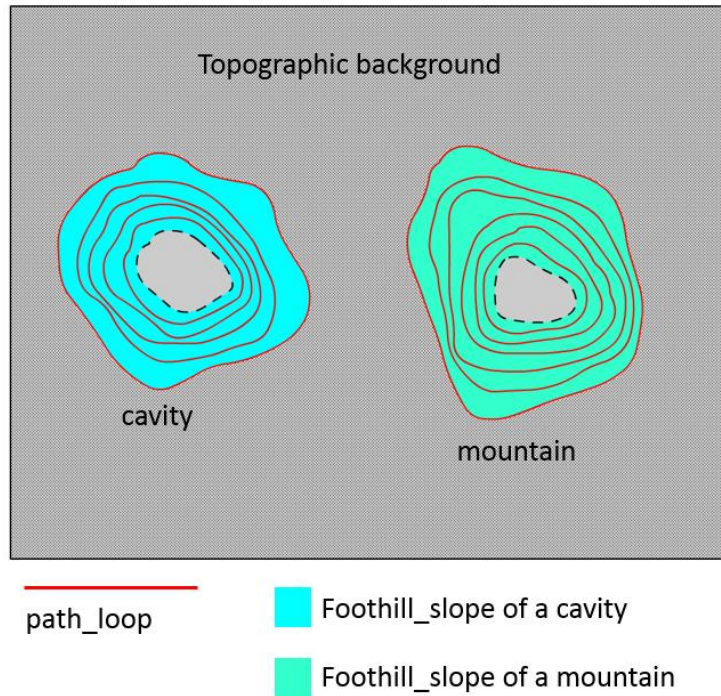 Topographic background
cavity
mountain
path_loop
Foothill_slope of a cavity
Foothill_slope of a mountain